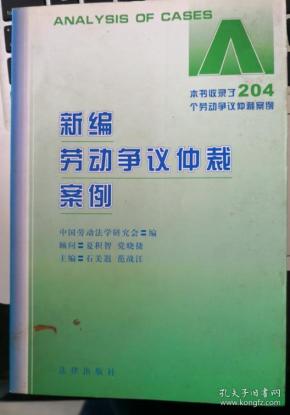 ANALYSIS OF CASES
本书收录了204
个劳动争议仲裁案例
新编
劳动争议仲裁
案例
中国劳动法学研究会 编
顾问 夏积智 党晓捷
主编 石美遐 范战江
法律出版社
孔夫子旧书网